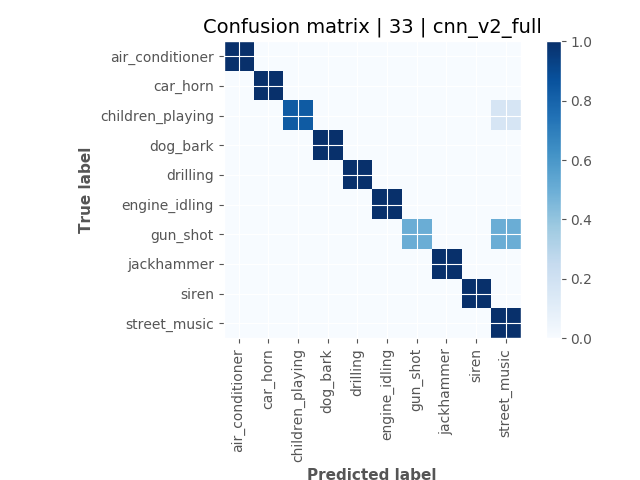 Confusion matrix | 33 | cnn_v2_full
True label
air_conditioner
car_horn
children_playing
dog_bark
drilling
engine_idling
gun_shot
jackhammer
siren
street_music
air_conditioner
car_horn
children_playing
dog_bark
drilling
engine_idling
gun_shot
jackhammer
siren
street_music
Predicted label
1.0
0.8
0.6
0.4
0.2
0.0